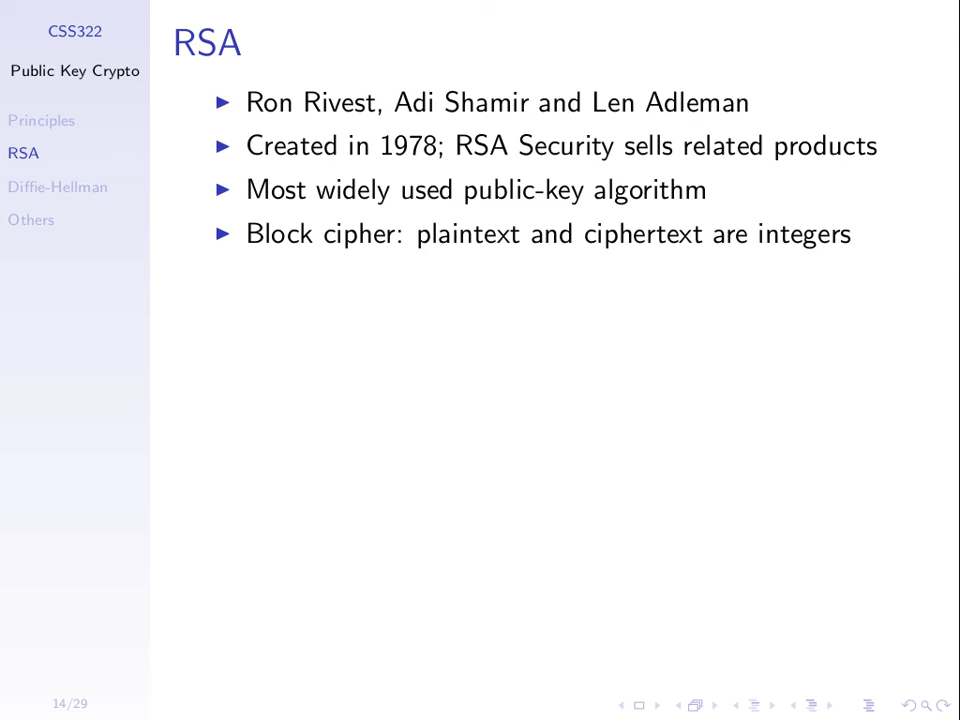 CSS322
Public Key Crypto
Principles
RSA
Diffie-Hellman
Others
RSA
Ron Rivest, Adi Shamir and Len Adleman
Created in 1978; RSA Security sells related products
Most widely used public-key algorithm
Block cipher: plaintext and ciphertext are integers
14/29